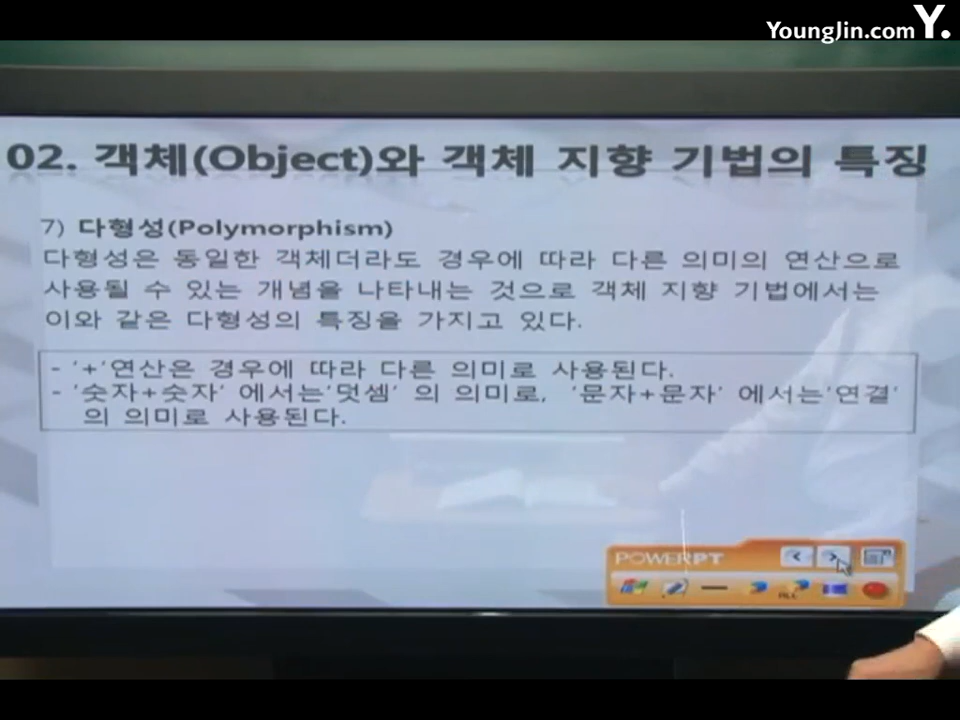 YoungJin.com Y.
02. 객체(Object)와 객체 지향 기법의 특징
7) 다형성(Polymorphism)
다형성은 동일한 객체더라도 경우에 따라 다른 의미의 연산으로
사용될 수 있는 개념을 나타내는 것으로 객체 지향 기법에서는
이와 같은 다형성의 특징을 가지고 있다.
- '+'연산은 경우에 따라 다른 의미로 사용된다.
- '숫자+숫자' 에서는'덧셈' 의 의미로, '문자+문자' 에서는'연결'
의 의미로 사용된다.
POWERPT
ALL